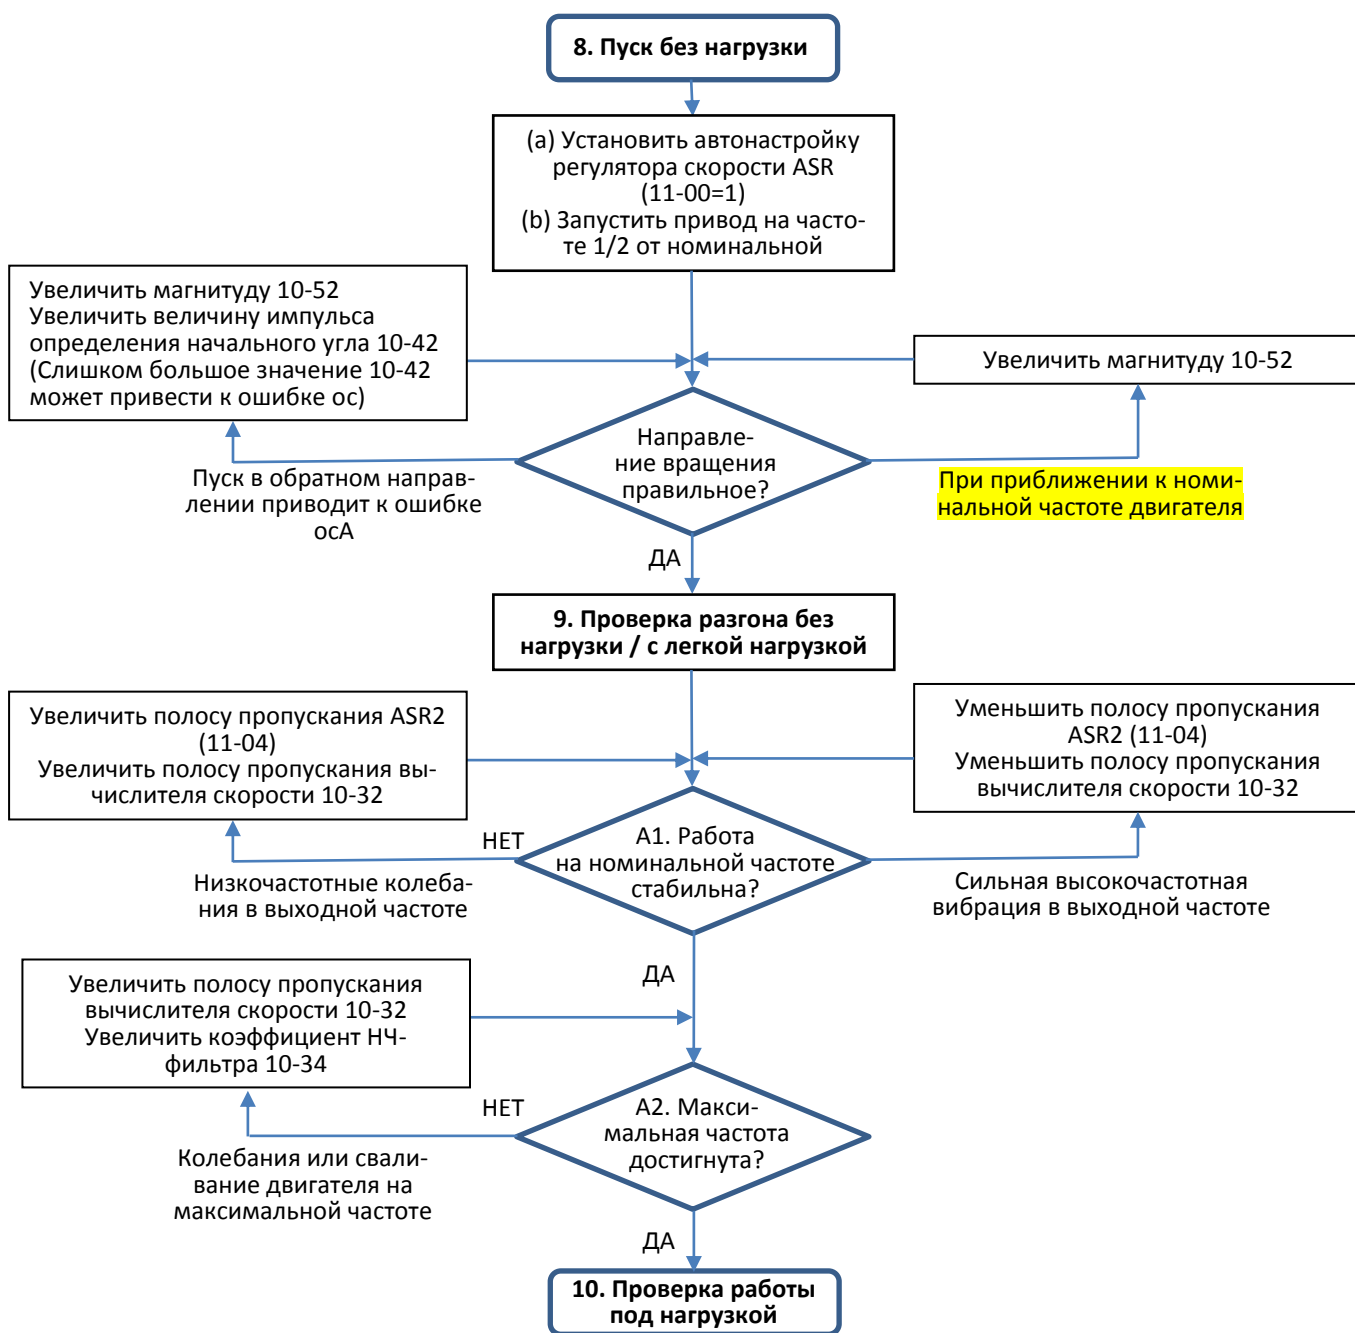 8. Пуск без нагрузки
(a) Установить автонастройку
регулятора скорости ASR
(11-00=1)
(b) Запустить привод на часто-
те 1/2 от номинальной
Увеличить магнитуду 10-52
Увеличить величину импульса
определения начального угла 10-42
(Слишком большое значение 10-42
может привести к ошибке ос)
Увеличить магнитуду 10-52
Направле-
ние вращения
правильное?
Пуск в обратном направ-
лении приводит к ошибке
ocA
При приближении к номи-
нальной частоте двигателя
ДА
9. Проверка разгона без
нагрузки / с легкой нагрузкой
Увеличить полосу пропускания ASR2
(11-04)
Увеличить полосу пропускания вы-
числителя скорости 10-32
Уменьшить полосу пропускания
ASR2 (11-04)
Уменьшить полосу пропускания
вычислителя скорости 10-32
НЕТ
А1. Работа
на номинальной частоте
стабильна?
Низкочастотные колеба-
ния в выходной частоте
Сильная высокочастотная
вибрация в выходной частоте
ДА
Увеличить полосу пропускания
вычислителя скорости 10-32
Увеличить коэффициент НЧ-
фильтра 10-34
НЕТ
А2. Макси-
мальная частота
достигнута?
Колебания или свали-
вание двигателя на
максимальной частоте
ДА
10. Проверка работы
под нагрузкой